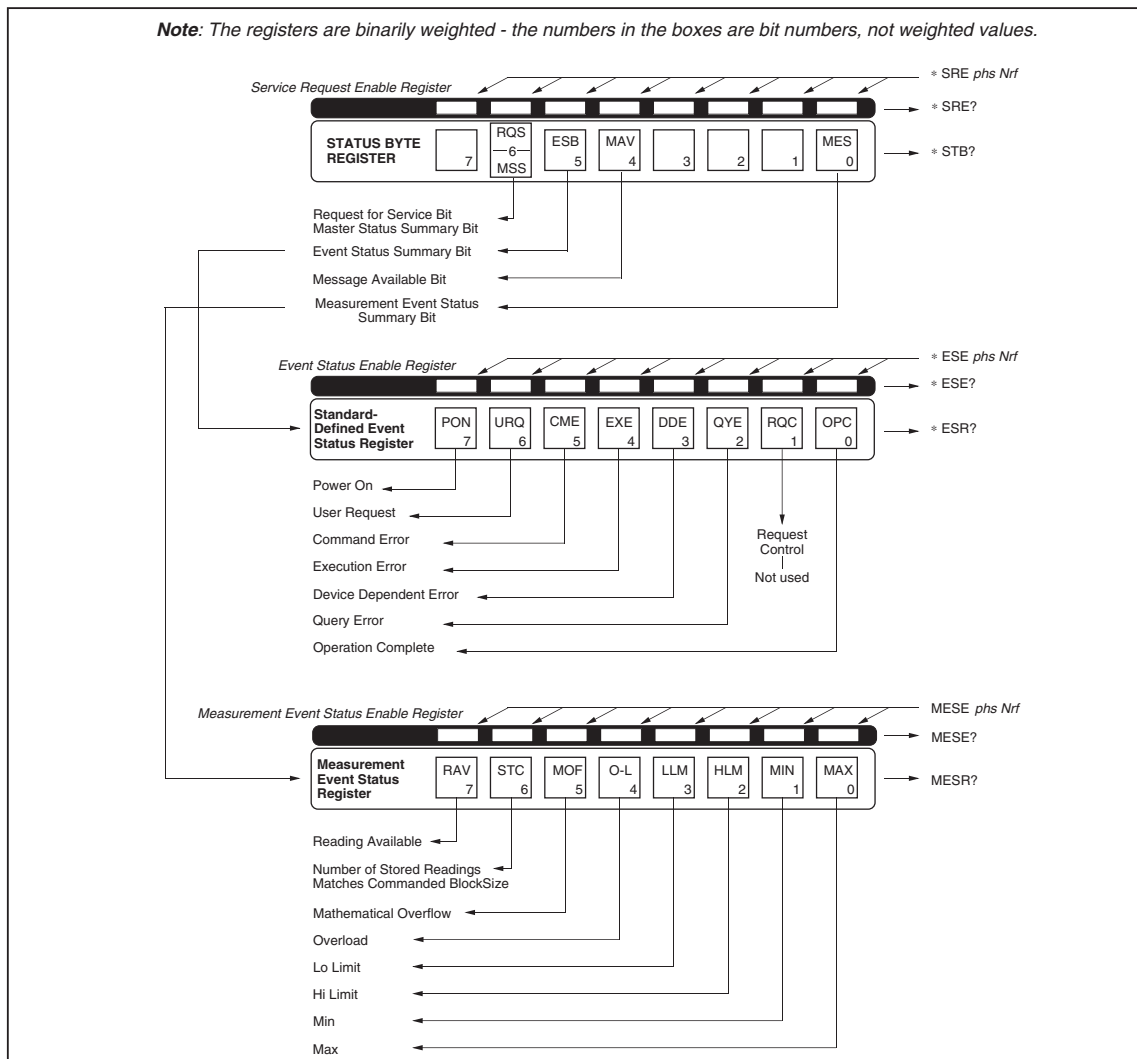 Note: The registers are binarily weighted - the numbers in the boxes are bit numbers, not weighted values.
Service Request Enable Register
∗ SRE phs Nrf
∗ SRE?
STATUS BYTE
REGISTER
7
RQS
6
MSS
ESB
5
MAV
4
3
2
1
MES
0
∗ STB?
Request for Service Bit
Master Status Summary Bit
Event Status Summary Bit
Message Available Bit
Measurement Event Status
Summary Bit
Event Status Enable Register
∗ ESE phs Nrf
∗ ESE?
Standard-
Defined Event
Status Register
PON
7
URQ
6
CME
5
EXE
4
DDE
3
QYE
2
RQC
1
OPC
0
∗ ESR?
Power On
User Request
Command Error
Execution Error
Device Dependent Error
Query Error
Operation Complete
Request
Control
Not used
Measurement Event Status Enable Register
MESE phs Nrf
MESE?
Measurement
Event Status
Register
RAV
7
STC
6
MOF
5
O-L
4
LLM
3
HLM
2
MIN
1
MAX
0
MESR?
Reading Available
Number of Stored Readings
Matches Commanded BlockSize
Mathematical Overflow
Overload
Lo Limit
Hi Limit
Min
Max